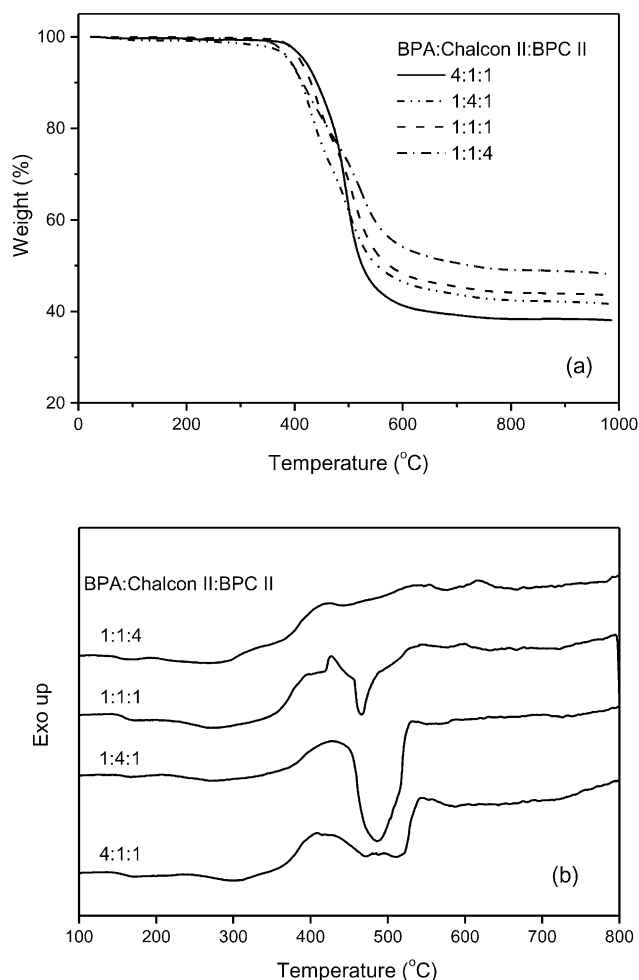 BPA:Chalcon II:BPC II
4:1:1
1:4:1
1:1:1
1:1:4
100
80
60
40
20
Weight (%)
(a)
0 200 400 600 800 1000
Temperature (°C)
BPA:Chalcon II:BPC II
1:1:4
1:1:1
1:4:1
4:1:1
Exo up
(b)
100 200 300 400 500 600 700 800
Temperature (°C)